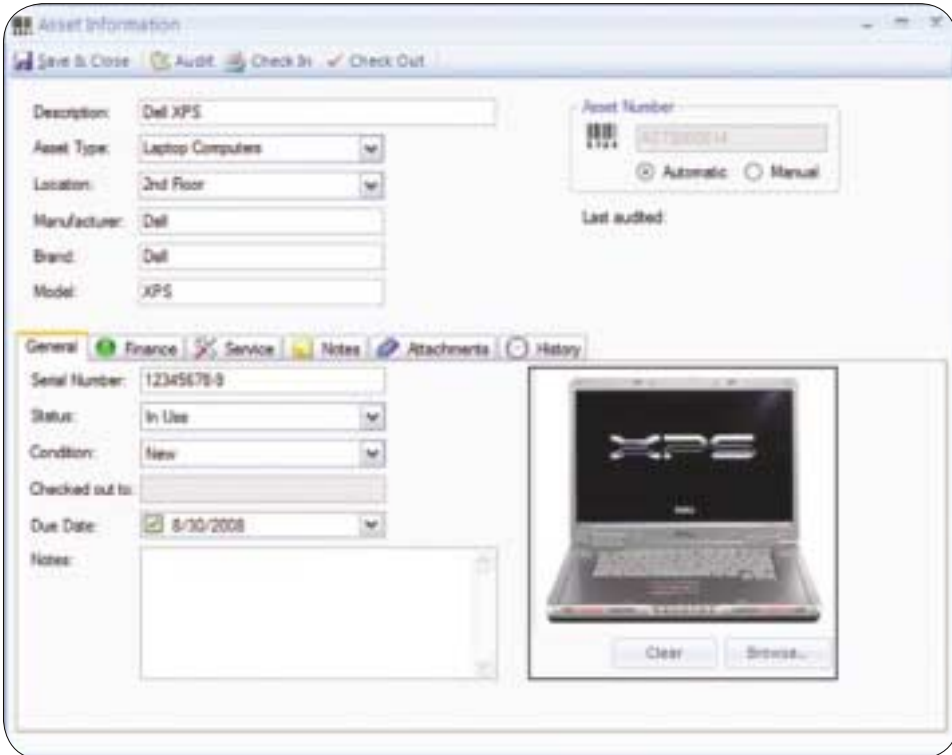 Asset Information
Save & Close Audit Check In Check Out
Description: Dell XPS
Asset Type: Laptop Computers
Location: 2nd Floor
Manufacturer: Dell
Brand: Dell
Model: XPS
Asset Number
Automatic Manual
Last audited:
General Finance Service Notes Attachments History
Serial Number: 12345678-9
Status: In Use
Condition: New
Checked out to:
Due Date: 8/30/2008
Notes:
XPS
Clear Browse...